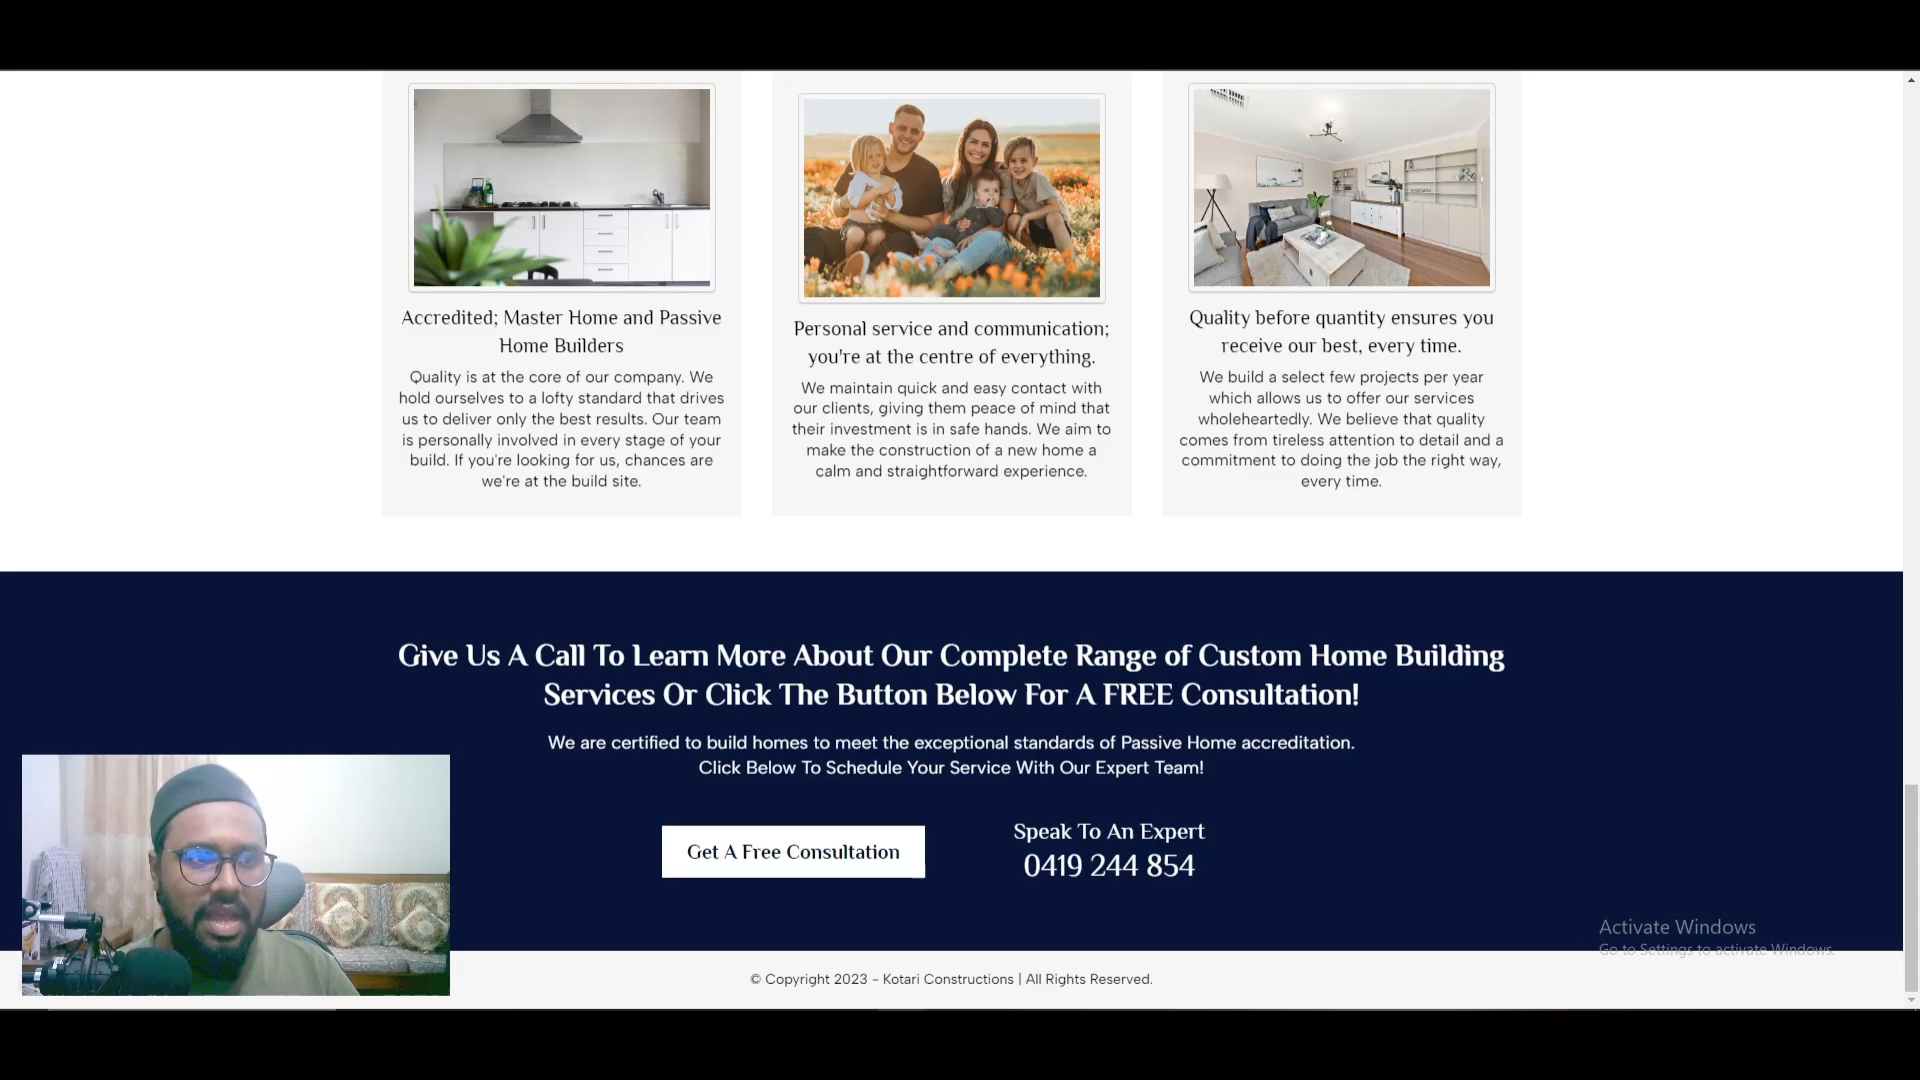 Accredited; Master Home and Passive
Home Builders
Quality is at the core of our company. We
hold ourselves to a lofty standard that drives
us to deliver only the best results. Our team
is personally involved in every stage of your
build. If you're looking for us, chances are
we're at the build site.
Personal service and communication;
you're at the centre of everything.
We maintain quick and easy contact with
our clients, giving them peace of mind that
their investment is in safe hands. We aim to
make the construction of a new home a
calm and straightforward experience.
Quality before quantity ensures you
receive our best, every time.
We build a select few projects per year
which allows us to offer our services
wholeheartedly. We believe that quality
comes from tireless attention to detail and a
commitment to doing the job the right way,
every time.
Give Us A Call To Learn More About Our Complete Range of Custom Home Building
Services Or Click The Button Below For A FREE Consultation!
We are certified to build homes to meet the exceptional standards of Passive Home accreditation.
Click Below To Schedule Your Service With Our Expert Team!
Get A Free Consultation
Speak To An Expert
0419 244 854
Activate Windows
Go to Settings to activate Windows.
© Copyright 2023 - Kotari Constructions | All Rights Reserved.